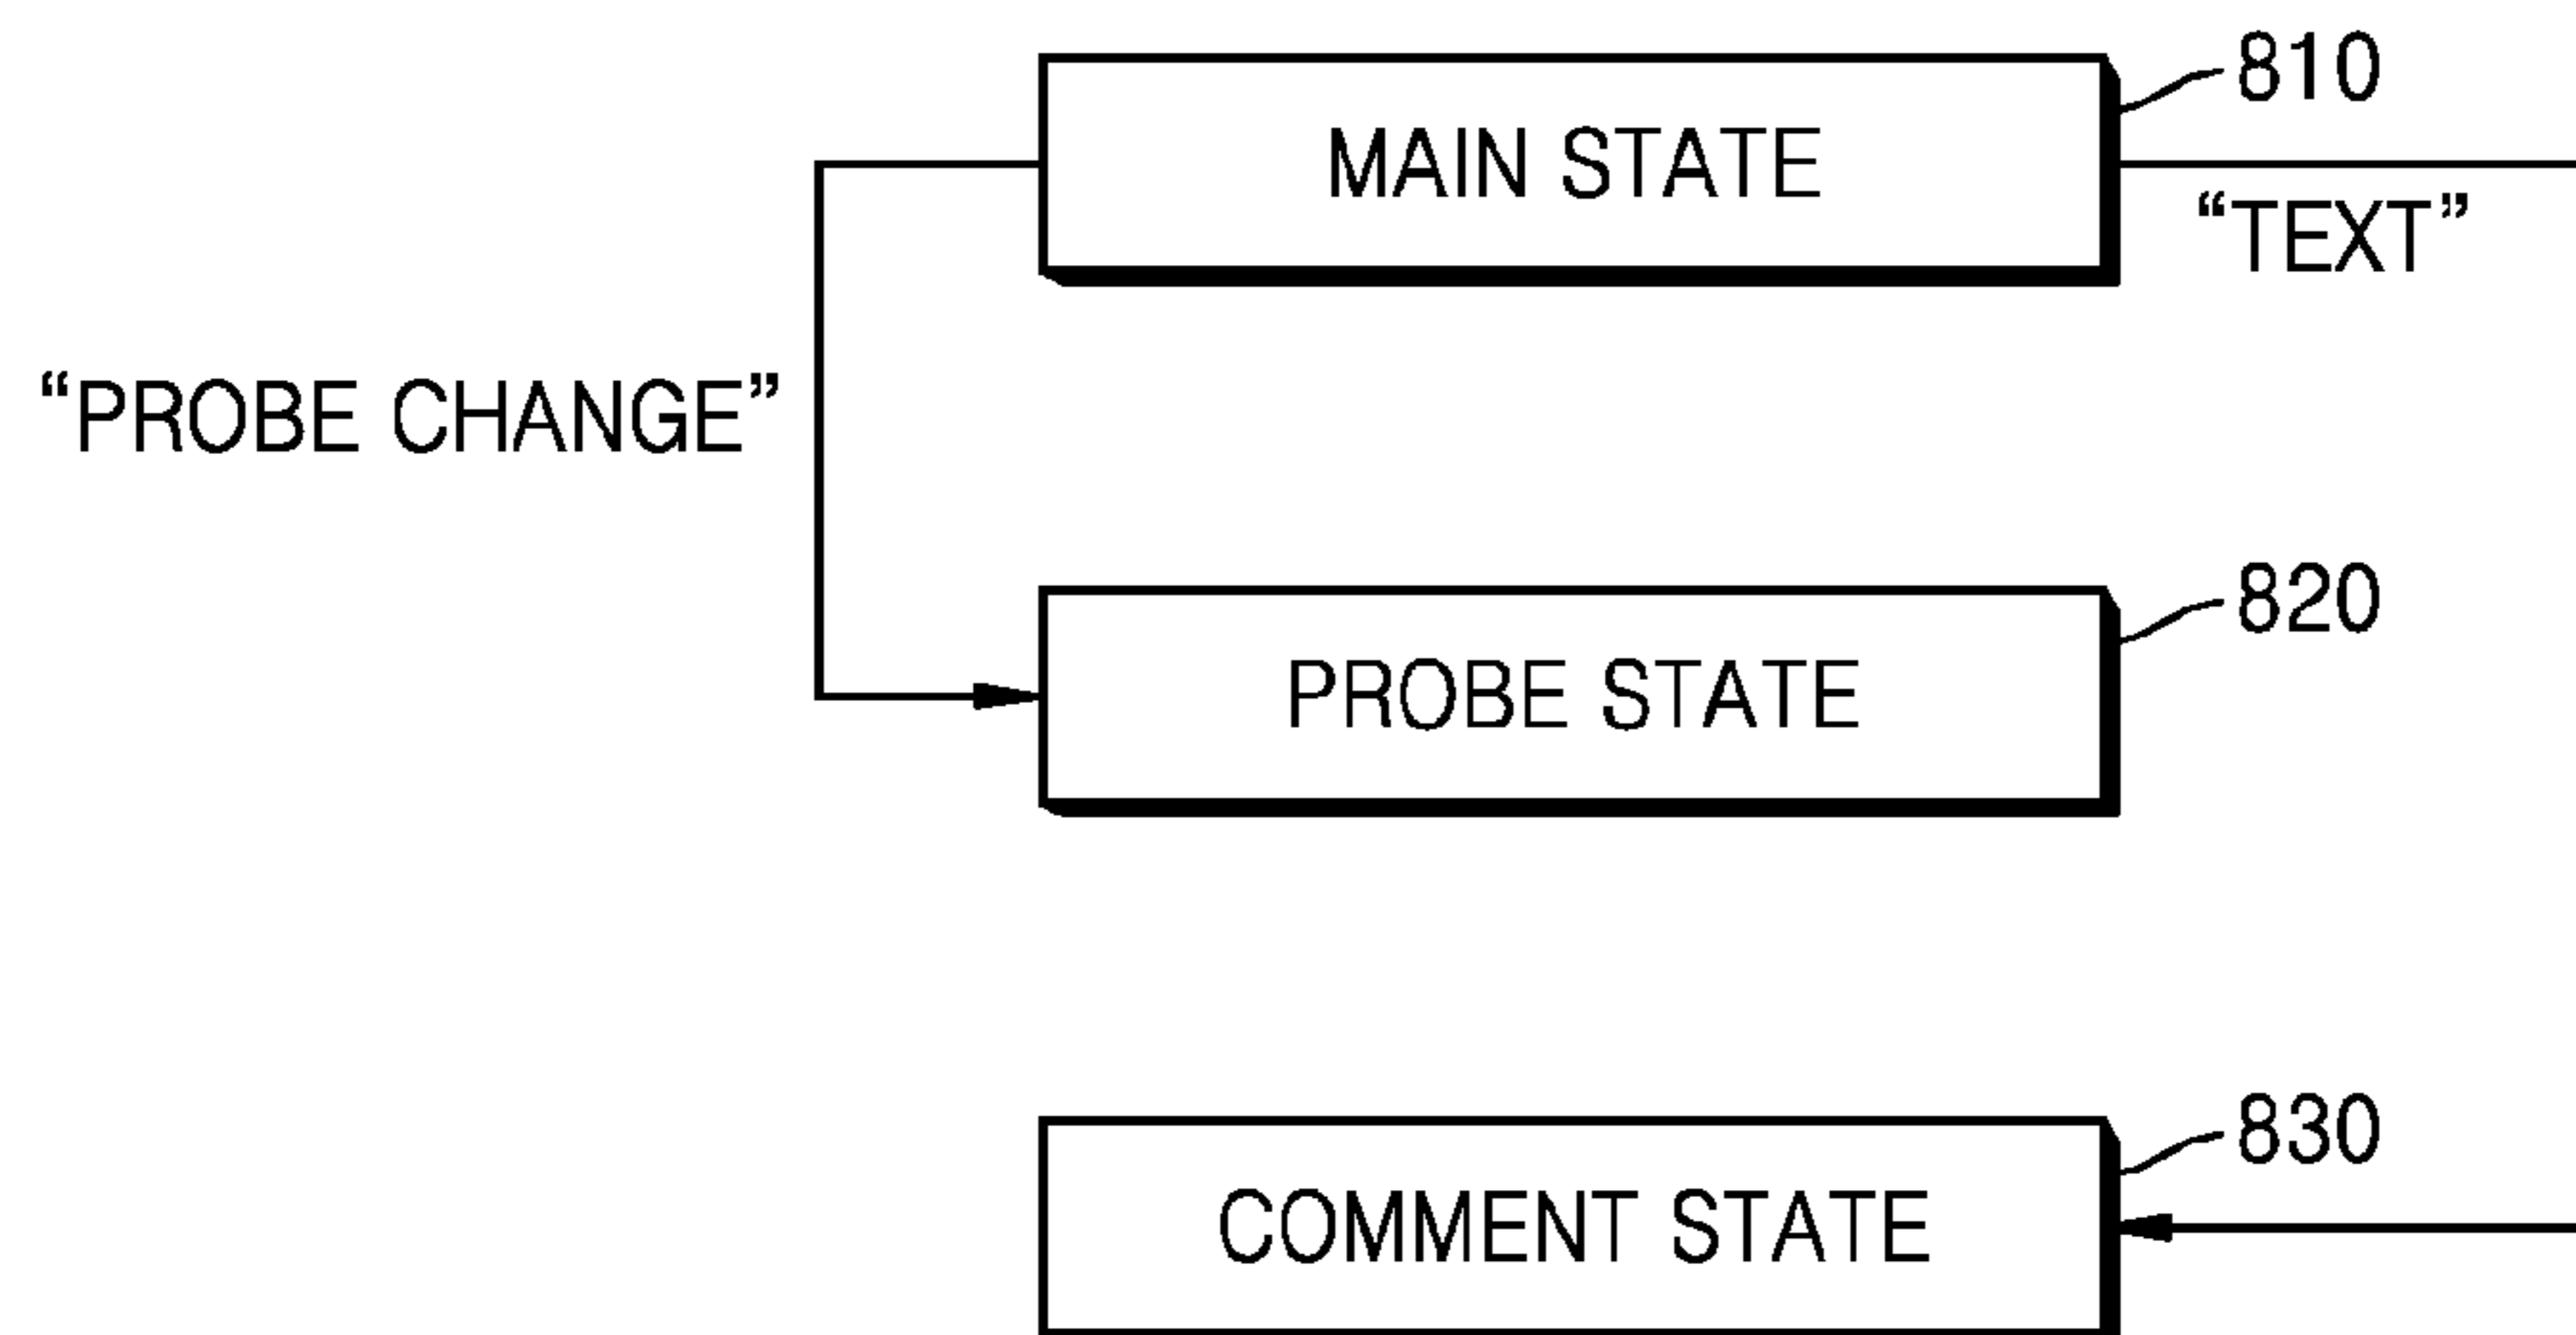 810
MAIN STATE
“TEXT”
“PROBE CHANGE”
820
PROBE STATE
830
COMMENT STATE